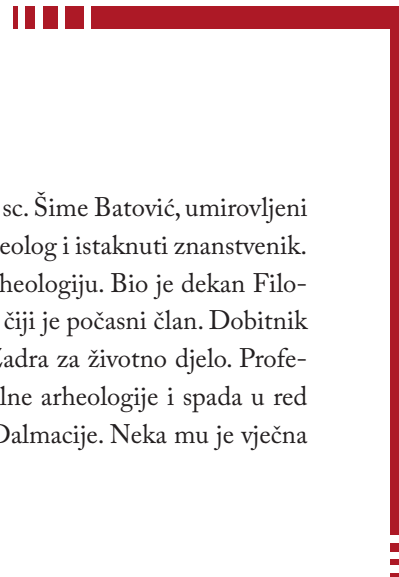 sc. Šime Batović, umirovljeni
eolog i istaknuti znanstvenik.
heologiju. Bio je dekan Filo-
čiji je počasni član. Dobitnik
Zadra za životno djelo. Profe-
lne arheologije i spada u red
Dalmacije. Neka mu je vječna